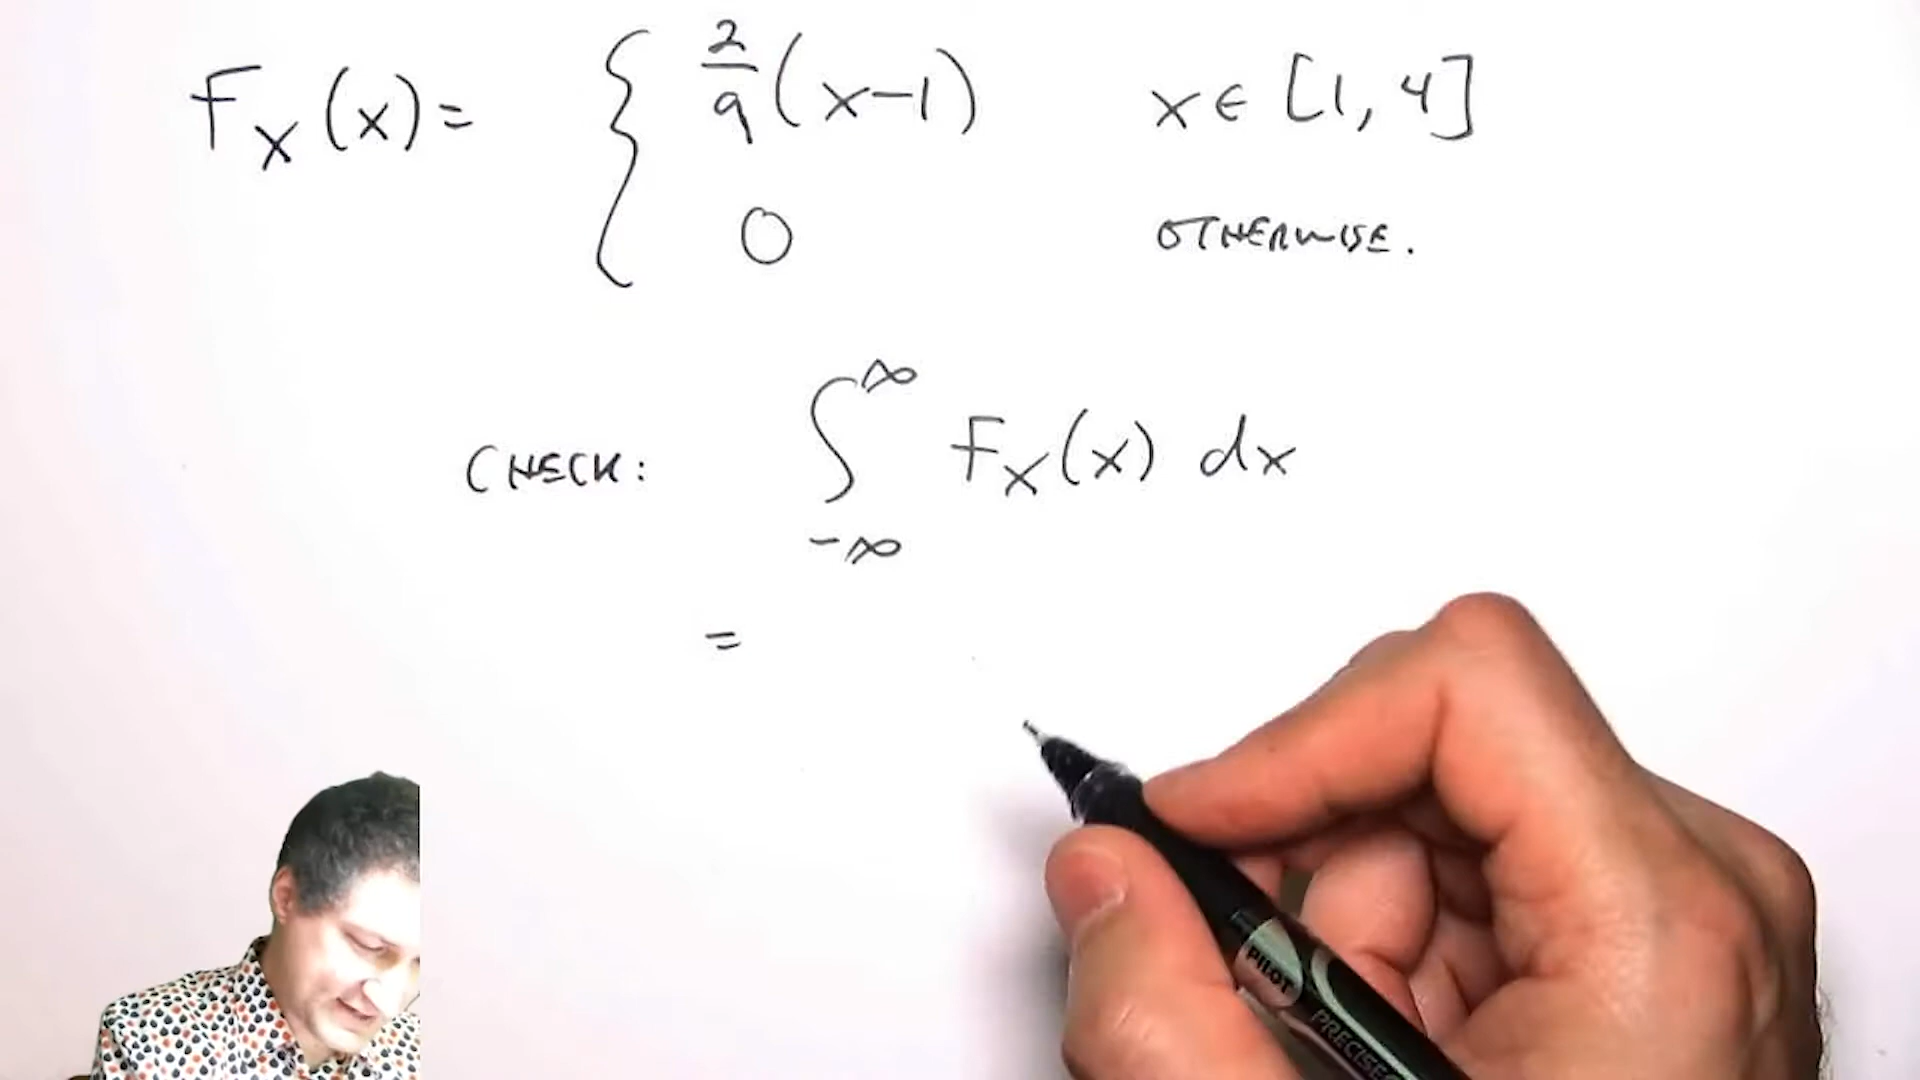 F_X(x) = { 2/9 (x-1) x ∈ [1, 4]
0 OTHERWISE.
CHECK: ∫_{-∞}^{∞} F_X(x) dx
=
PILOT
PRECISE